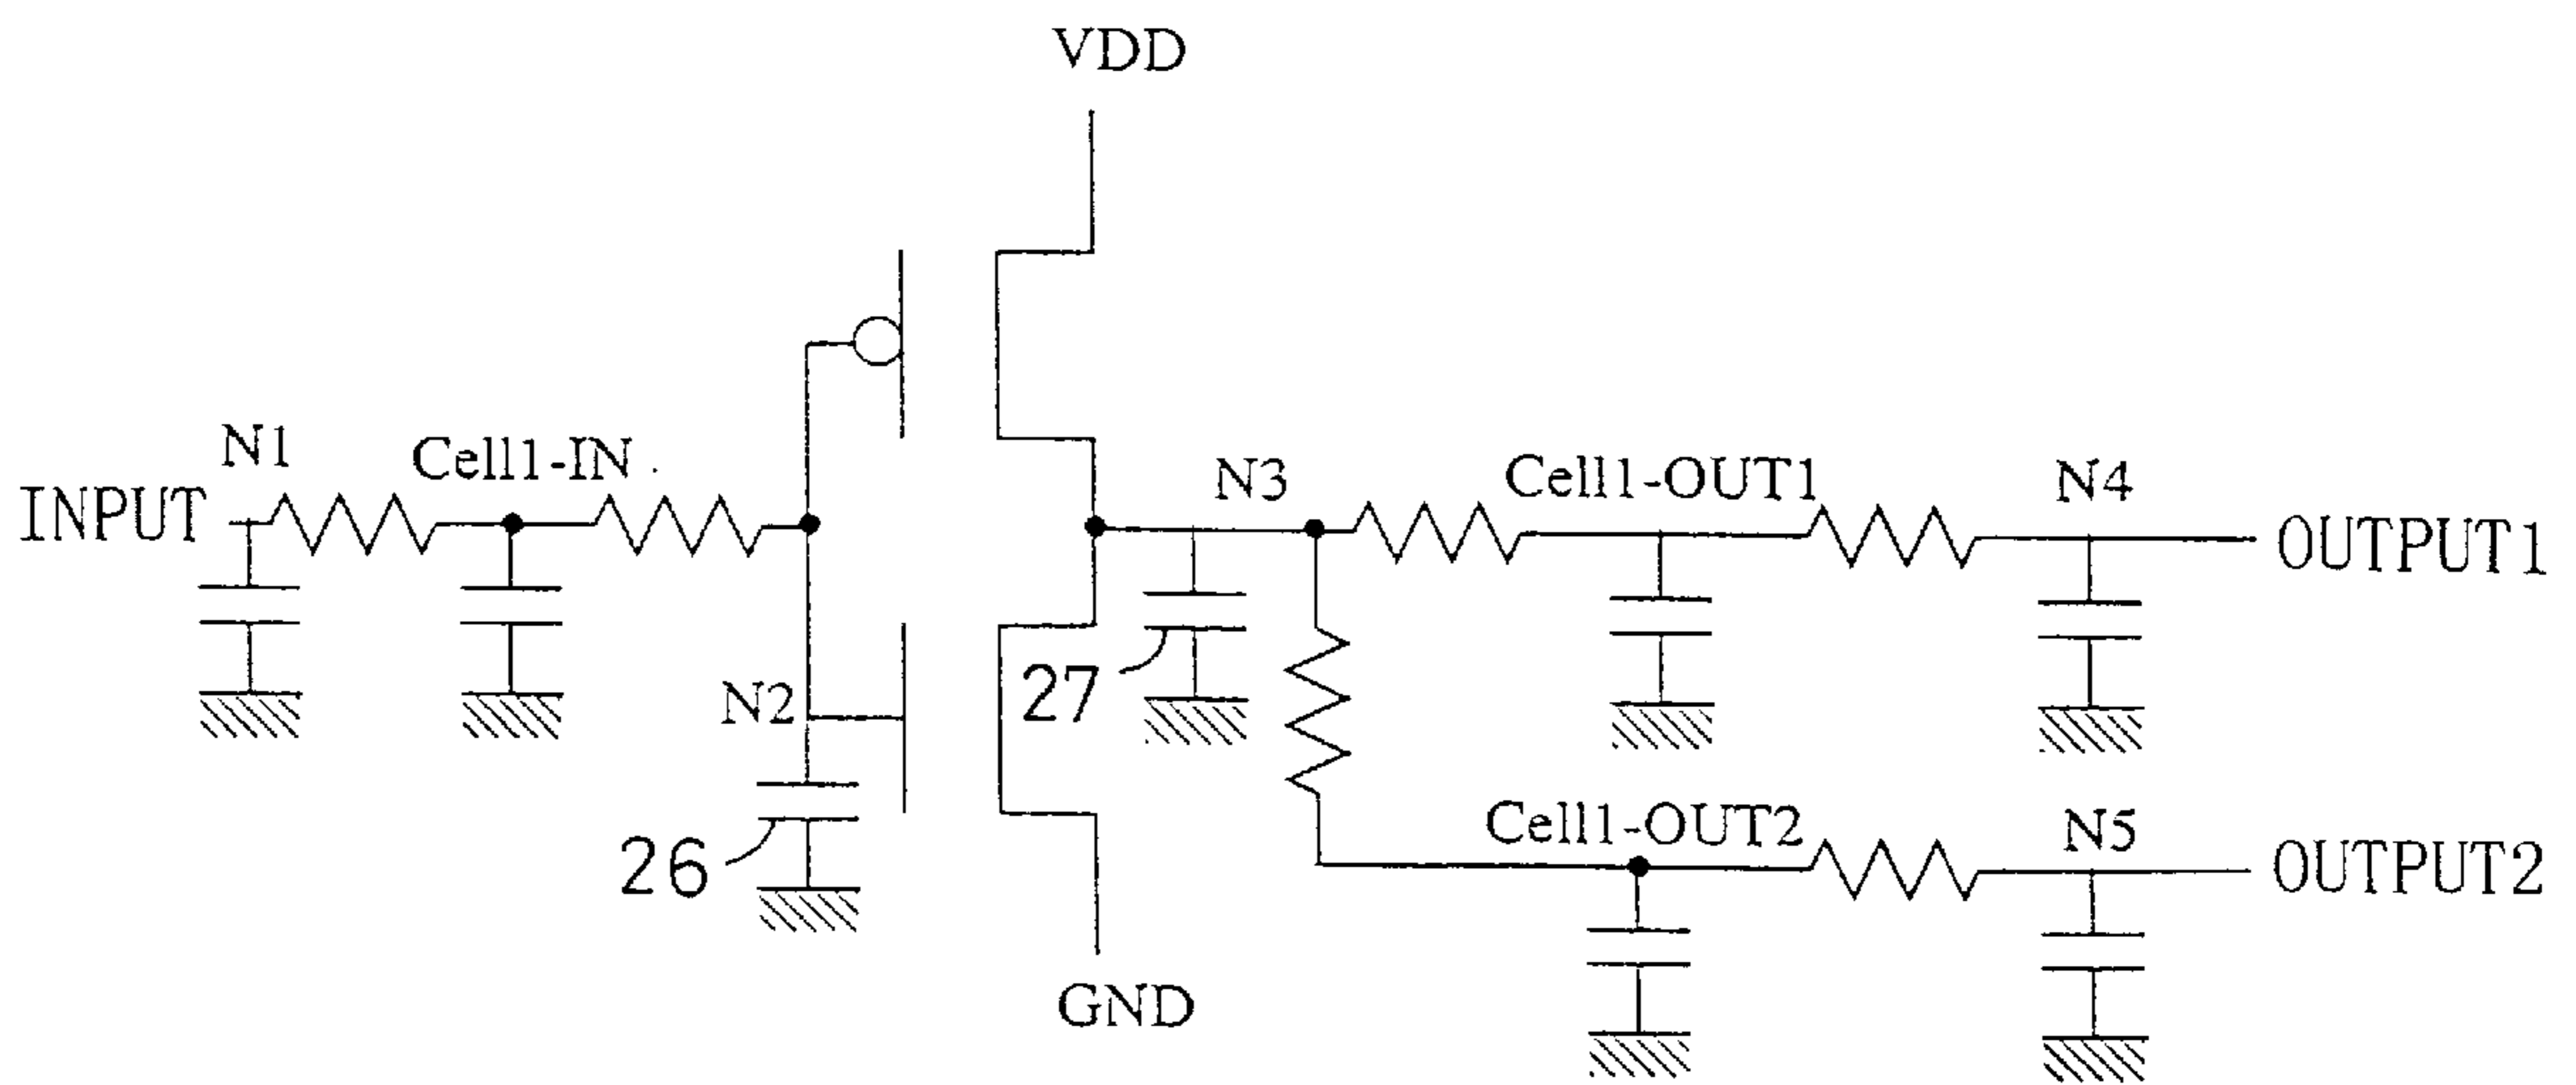 VDD
N1
Cell1-IN
INPUT
N3
Cell1-OUT1
N4
OUTPUT1
N2
27
26
Cell1-OUT2
N5
OUTPUT2
GND